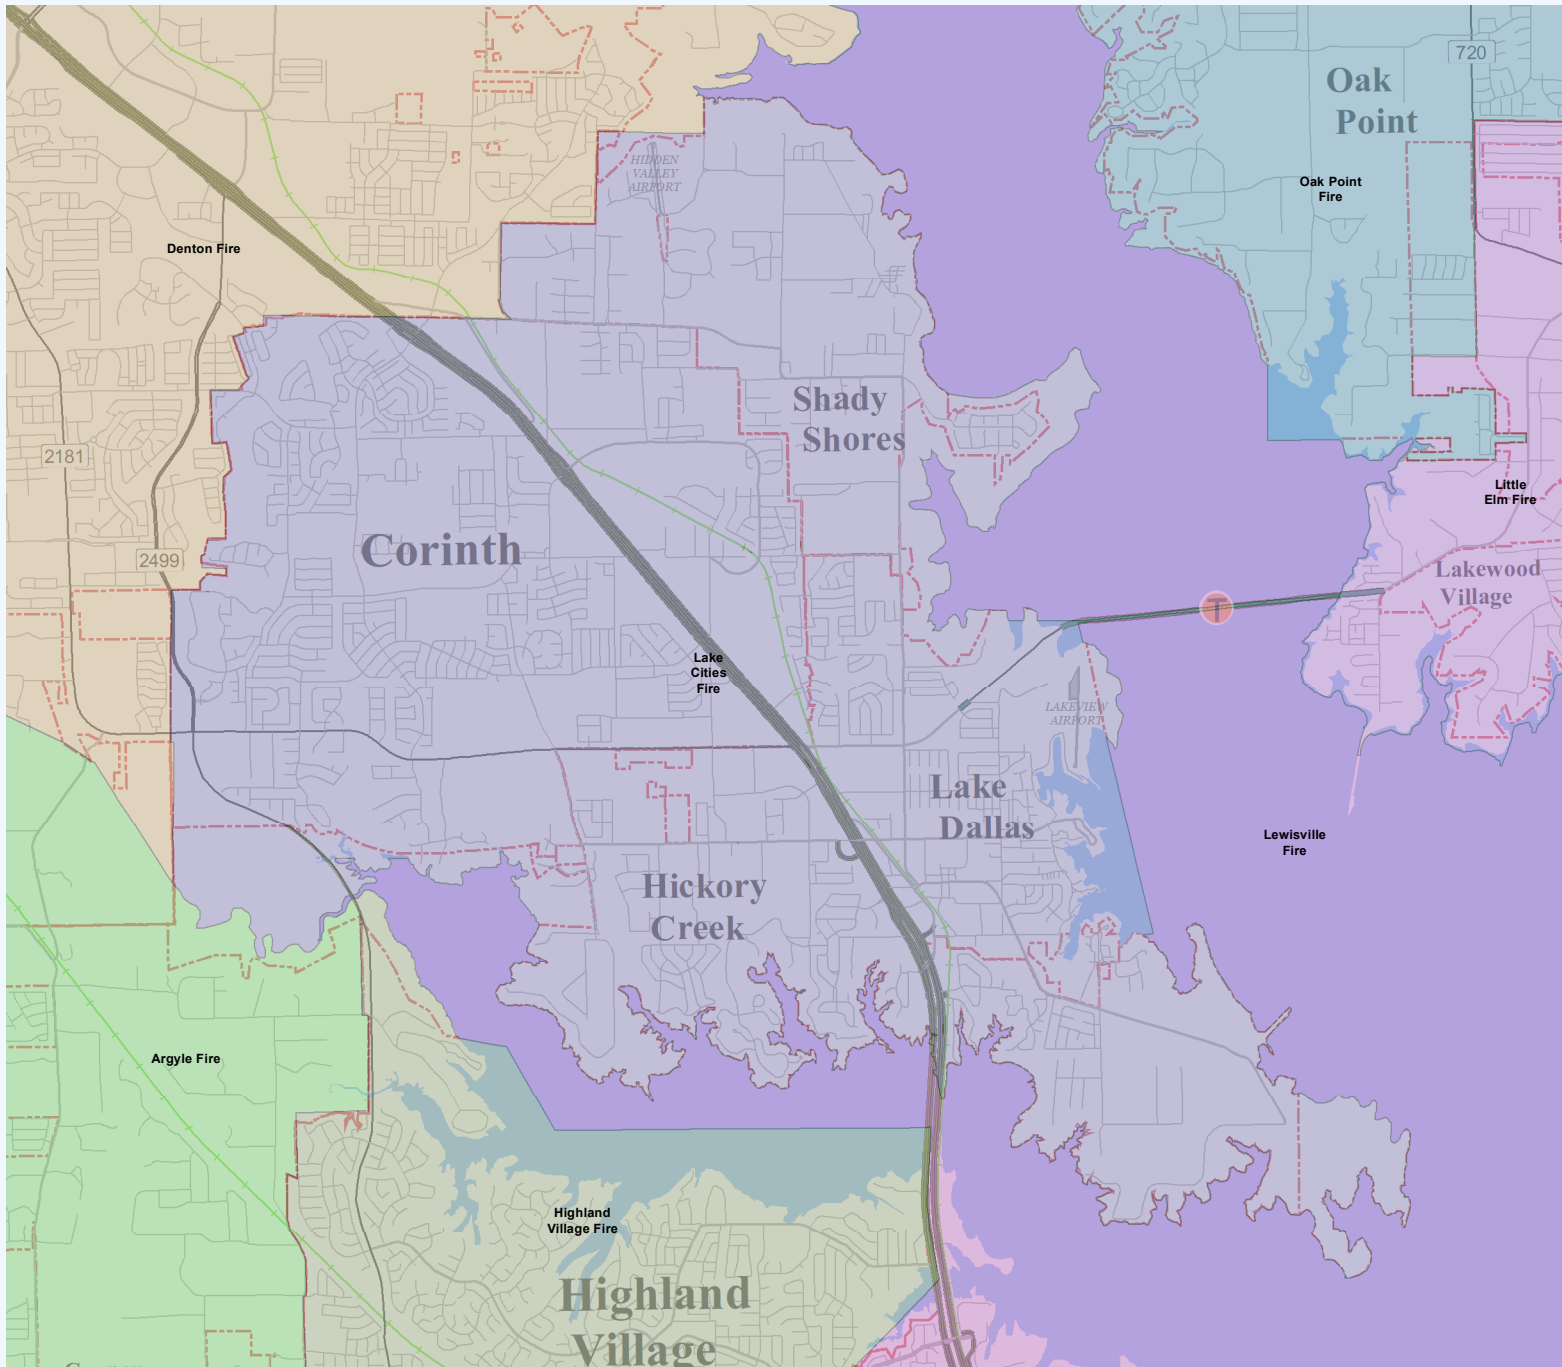 720
Oak
Point
HIDDEN
VALLEY
AIRPORT
Oak Point
Fire
Denton Fire
Shady
Shores
2181
Little
Elm Fire
Corinth
2499
Lakewood
Village
T
Lake
Cities
Fire
LAKEVIEW
AIRPORT
Lake
Dallas
Lewisville
Fire
Hickory
Creek
Argyle Fire
Highland
Village Fire
Highland
Village